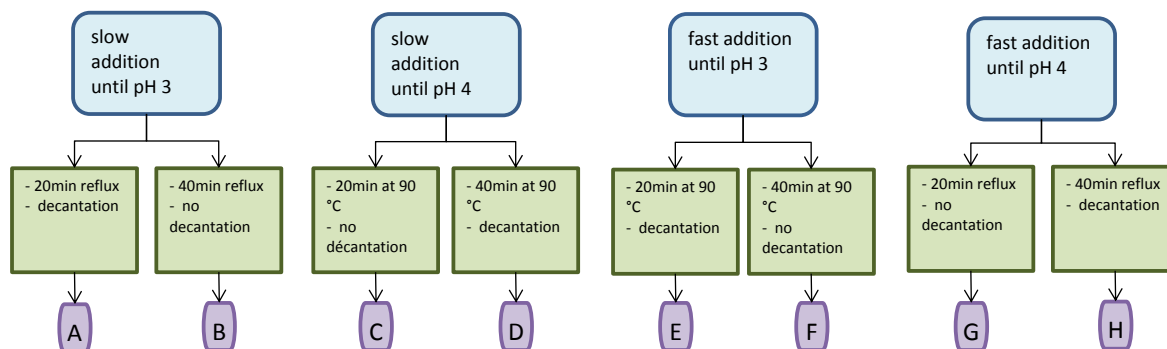 slow
addition
until pH 3
slow
addition
until pH 4
fast addition
until pH 3
fast addition
until pH 4
- 20min reflux
- decantation
- 40min reflux
- no
decantation
- 20min at 90
°C
- no
décantation
- 40min at 90
°C
- decantation
- 20min at 90
°C
- decantation
- 40min at 90
°C
- no
decantation
- 20min reflux
- no
decantation
- 40min reflux
- decantation
A
B
C
D
E
F
G
H